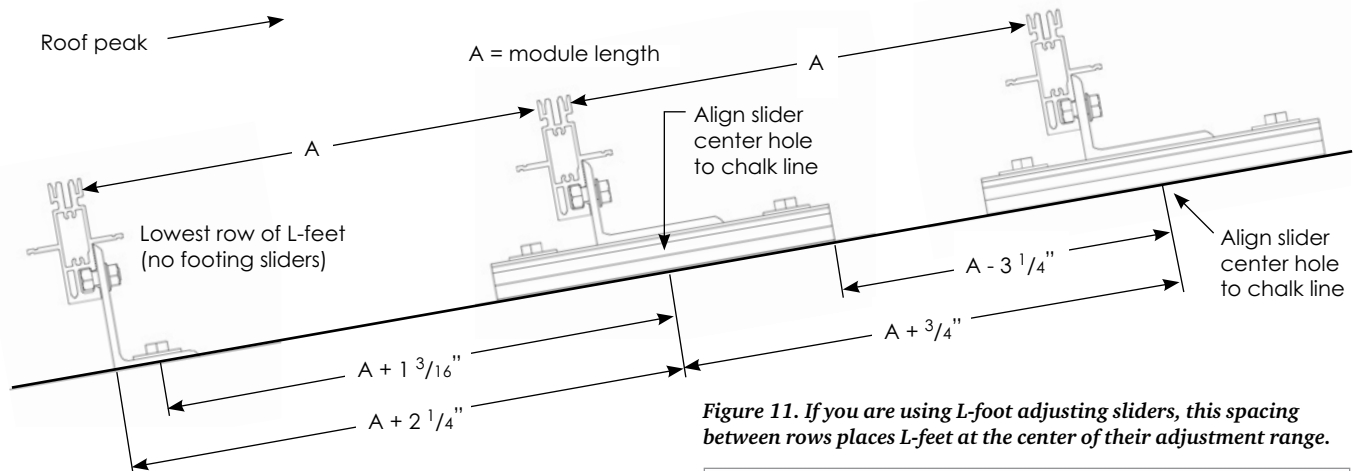 Roof peak
A = module length
A
A
Align slider
center hole
to chalk line
Lowest row of L-feet
(no footing sliders)
Align slider
center hole
to chalk line
A - 3 1/4”
A + 3/4”
A + 1 3/16”
A + 2 1/4”
Figure 11. If you are using L-foot adjusting sliders, this spacing
between rows places L-feet at the center of their adjustment range.